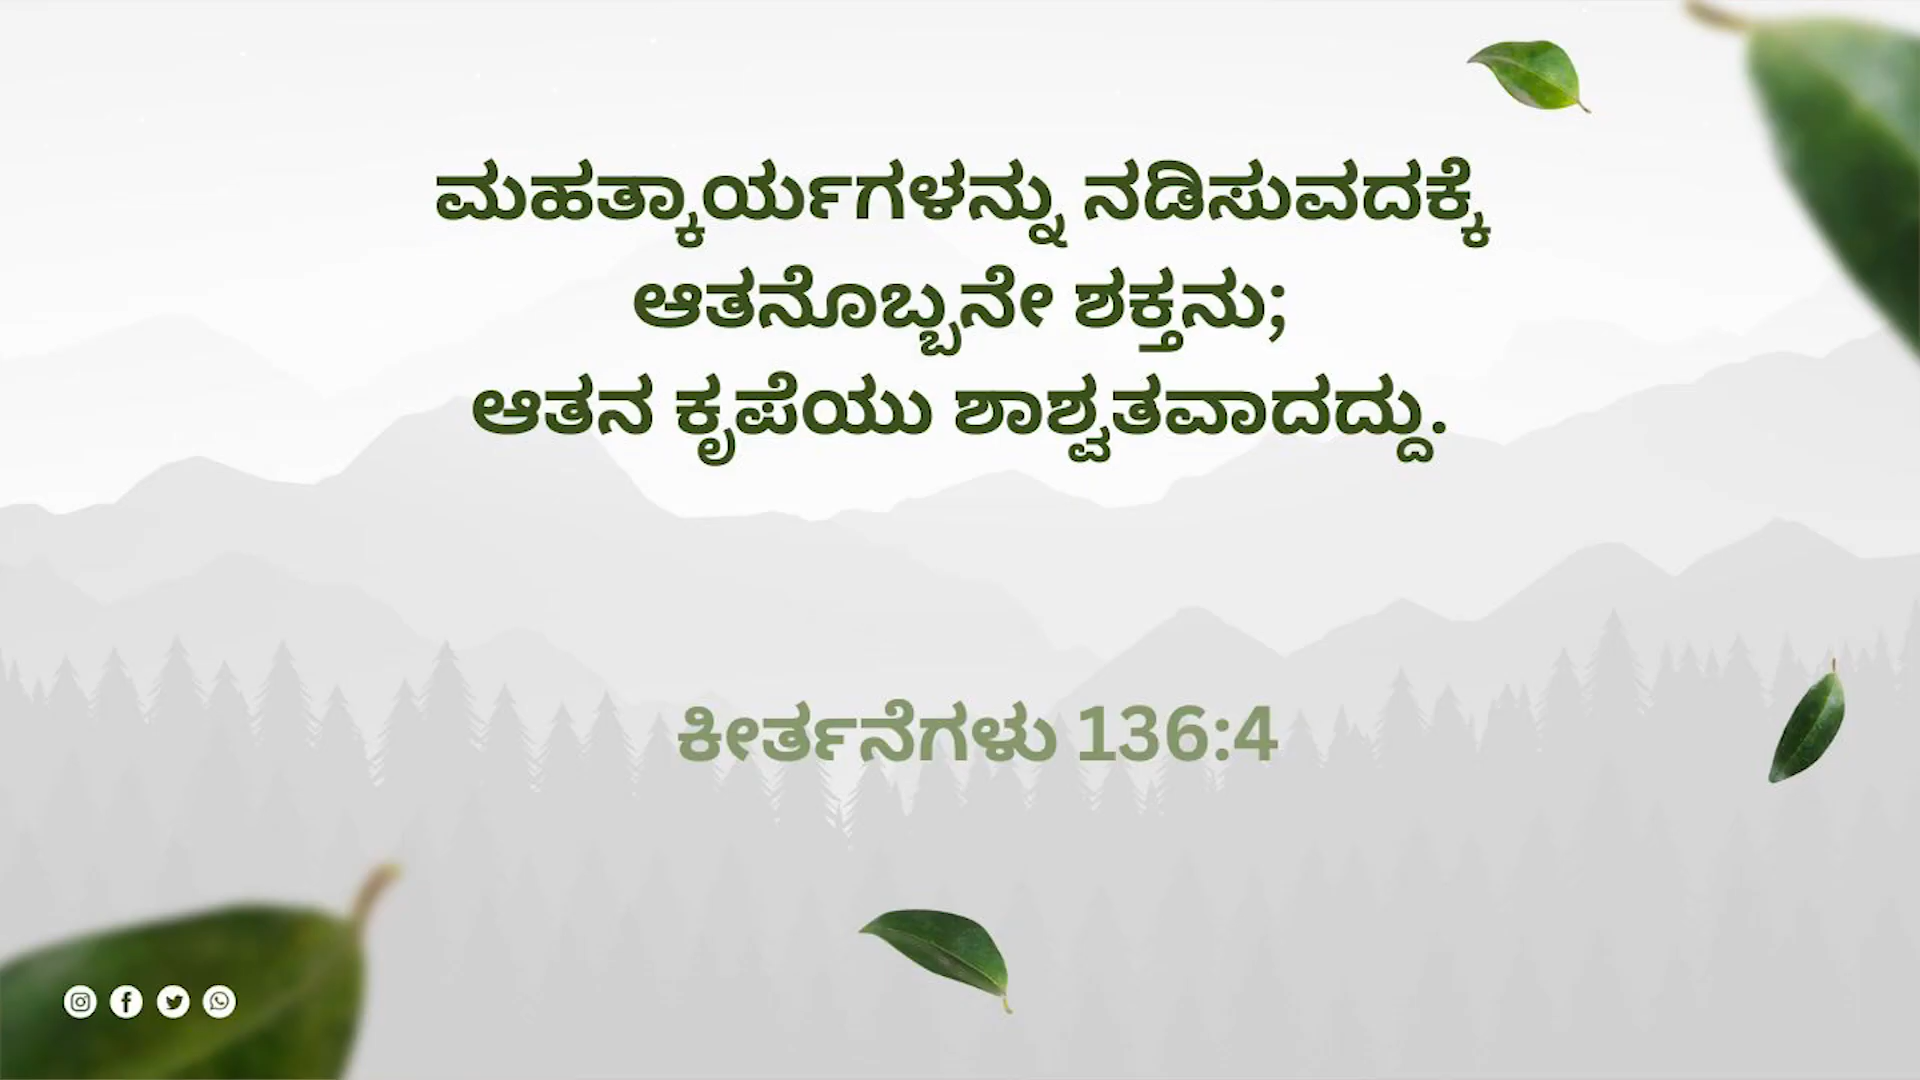 ಮಹತ್ಕಾರ್ಯಗಳನ್ನು ನಡಿಸುವದಕ್ಕೆ
ಆತನೊಬ್ಬನೇ ಶಕ್ತನು;
ಆತನ ಕೃಪೆಯು ಶಾಶ್ವತವಾದದ್ದು.
ಕೀರ್ತನೆಗಳು 136:4